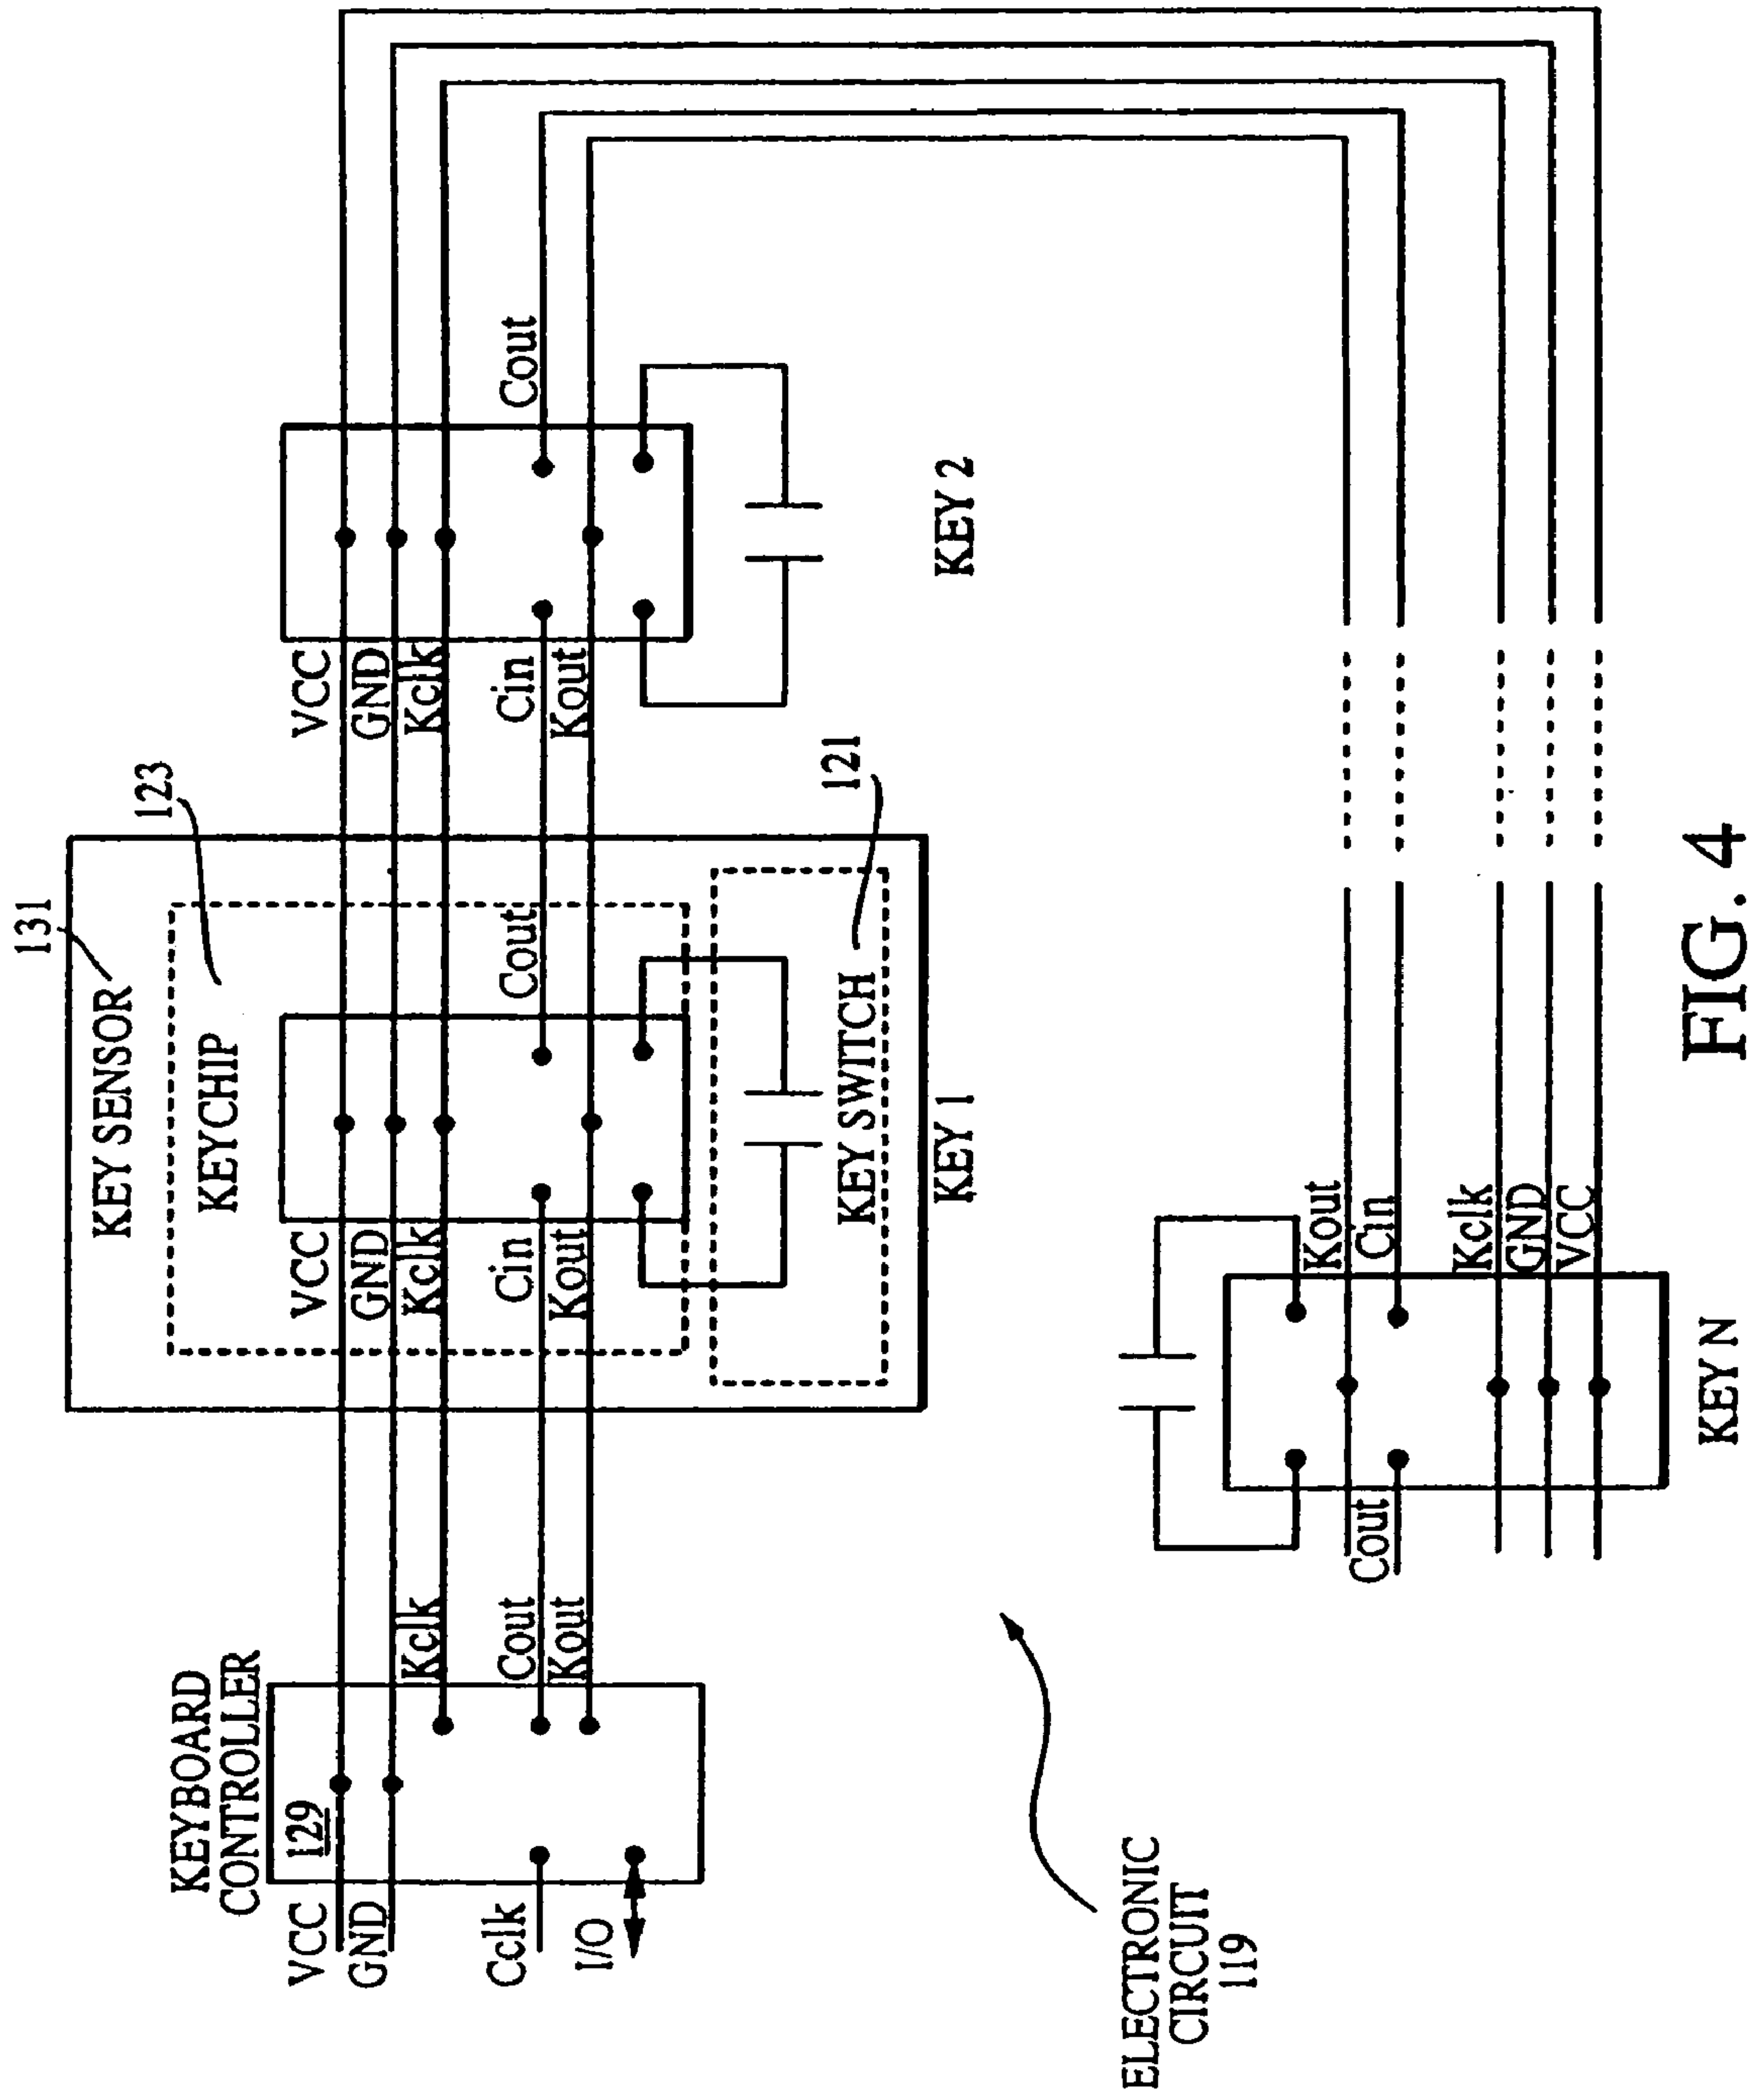 KEYBOARD
CONTROLLER
129
VCC
GND
Cclk
I/O
Kclk
Cout
Kout
131
KEY SENSOR
123
KEYCHIP
VCC
GND
Kclk
Cin
Kout
Cout
121
KEY SWITCH
KEY 1
VCC
GND
Kclk
Cin
Kout
Cout
KEY 2
ELECTRONIC
CIRCUIT
119
Cout
Kout
Cin
Kclk
GND
VCC
KEY N
FIG. 4